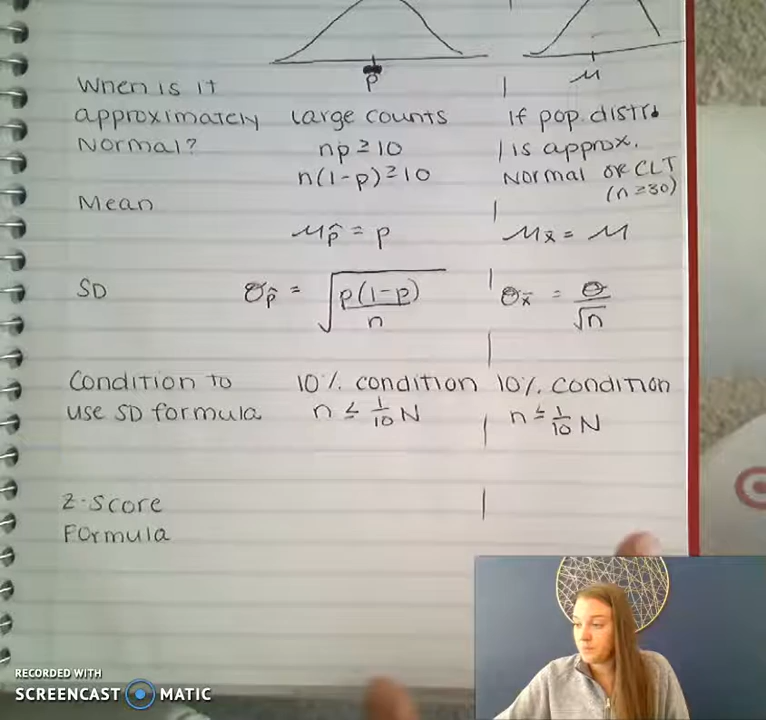 p
μ
When is it
approximately
Normal?
large counts
np ≥ 10
n(1-p) ≥ 10
If pop. distr.
is approx.
Normal or CLT
(n ≥ 30)
Mean
μp̂ = p
μx̄ = μ
SD
σp̂ = √(p(1-p)/n)
σx̄ = σ/√n
Condition to
use SD formula
10% condition
n ≤ 1/10 N
10% condition
n ≤ 1/10 N
Z-Score
Formula
RECORDED WITH
SCREENCAST MATIC